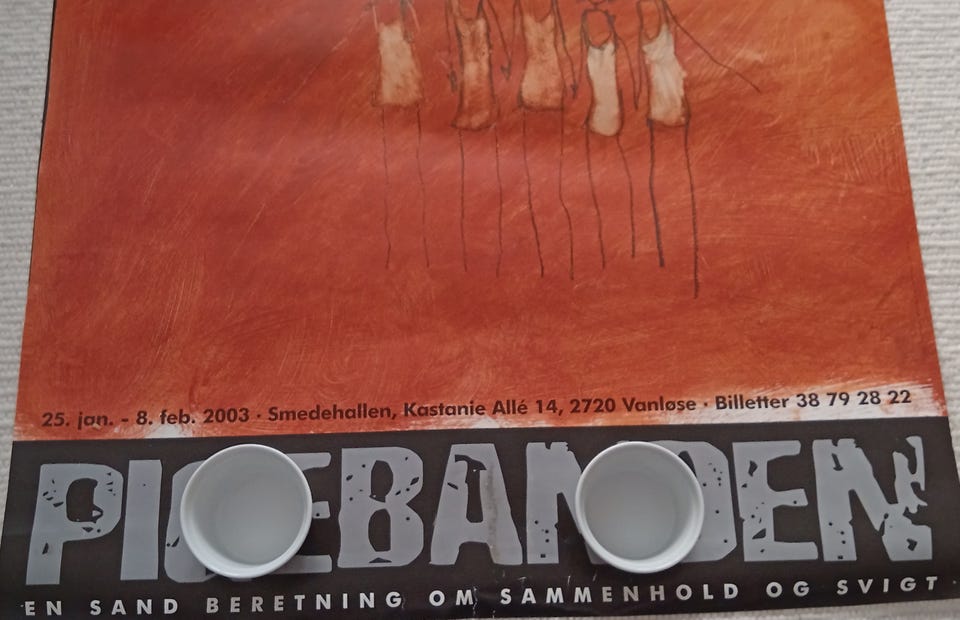 25. jan. - 8. feb. 2003 · Smedehallen, Kastanie Allé 14, 2720 Vanløse · Billetter 38 79 28 22
PIGEBANDEN
EN SAND BERETNING OM SAMMENHOLD OG SVIGT